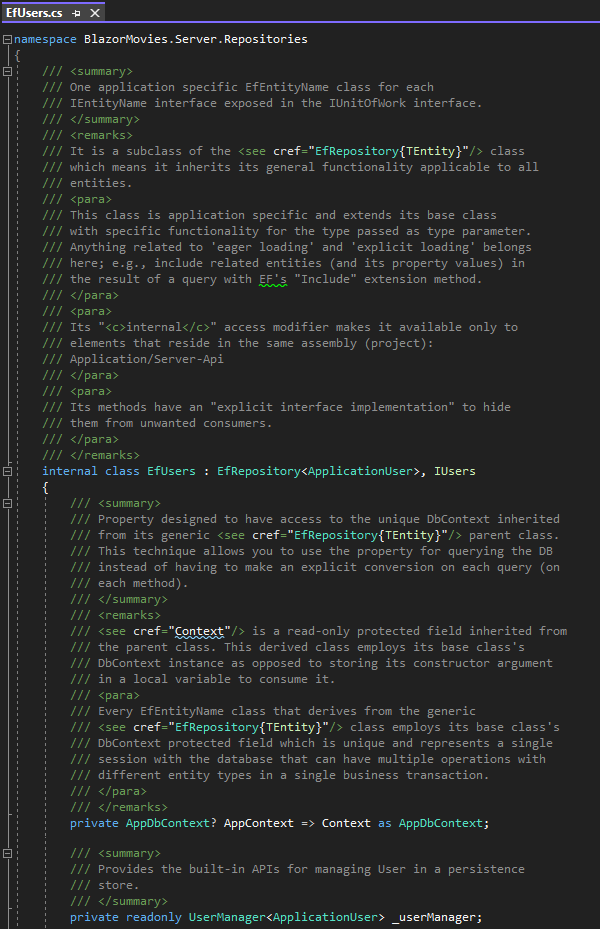 EfUsers.cs
namespace BlazorMovies.Server.Repositories
{
/// <summary>
/// One application specific EfEntityName class for each
/// IEntityName interface exposed in the IUnitOfWork interface.
/// </summary>
/// <remarks>
/// It is a subclass of the <see cref="EfRepository{TEntity}"/> class
/// which means it inherits its general functionality applicable to all
/// entities.
/// <para>
/// This class is application specific and extends its base class
/// with specific functionality for the type passed as type parameter.
/// Anything related to 'eager loading' and 'explicit loading' belongs
/// here; e.g., include related entities (and its property values) in
/// the result of a query with EF's "Include" extension method.
/// </para>
/// <para>
/// Its "<c>internal</c>" access modifier makes it available only to
/// elements that reside in the same assembly (project):
/// Application/Server-Api
/// </para>
/// <para>
/// Its methods have an "explicit interface implementation" to hide
/// them from unwanted consumers.
/// </para>
/// </remarks>
internal class EfUsers : EfRepository<ApplicationUser>, IUsers
{
/// <summary>
/// Property designed to have access to the unique DbContext inherited
/// from its generic <see cref="EfRepository{TEntity}"/> parent class.
/// This technique allows you to use the property for querying the DB
/// instead of having to make an explicit conversion on each query (on
/// each method).
/// </summary>
/// <remarks>
/// <see cref="Context"/> is a read-only protected field inherited from
/// the parent class. This derived class employs its base class's
/// DbContext instance as opposed to storing its constructor argument
/// in a local variable to consume it.
/// <para>
/// Every EfEntityName class that derives from the generic
/// <see cref="EfRepository{TEntity}"/> class employs its base class's
/// DbContext protected field which is unique and represents a single
/// session with the database that can have multiple operations with
/// different entity types in a single business transaction.
/// </para>
/// </remarks>
private AppDbContext? AppContext => Context as AppDbContext;
/// <summary>
/// Provides the built-in APIs for managing User in a persistence
/// store.
/// </summary>
private readonly UserManager<ApplicationUser> _userManager;